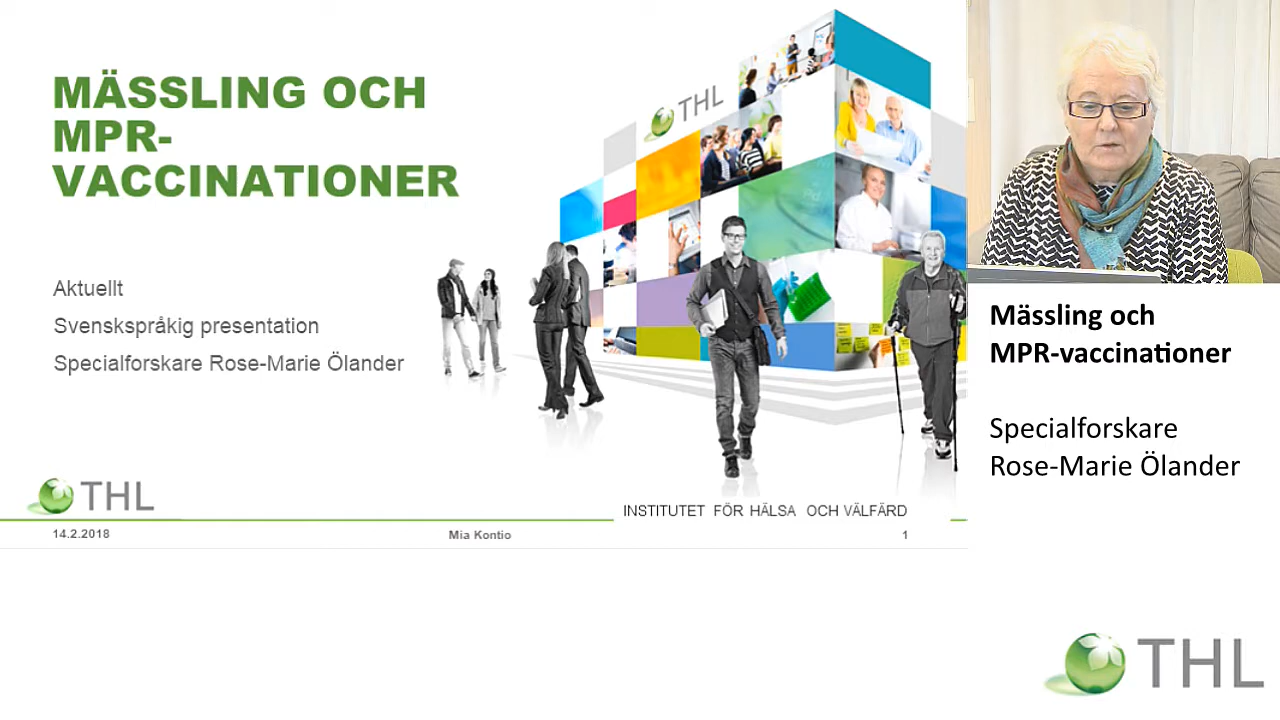 MÄSSLING OCH
MPR-
VACCINATIONER
Aktuellt
Svenskspråkig presentation
Specialforskare Rose-Marie Ölander
THL
THL
INSTITUTET FÖR HÄLSA OCH VÄLFÄRD
14.2.2018
Mia Kontio
1
Mässling och
MPR-vaccinationer
Specialforskare
Rose-Marie Ölander
THL